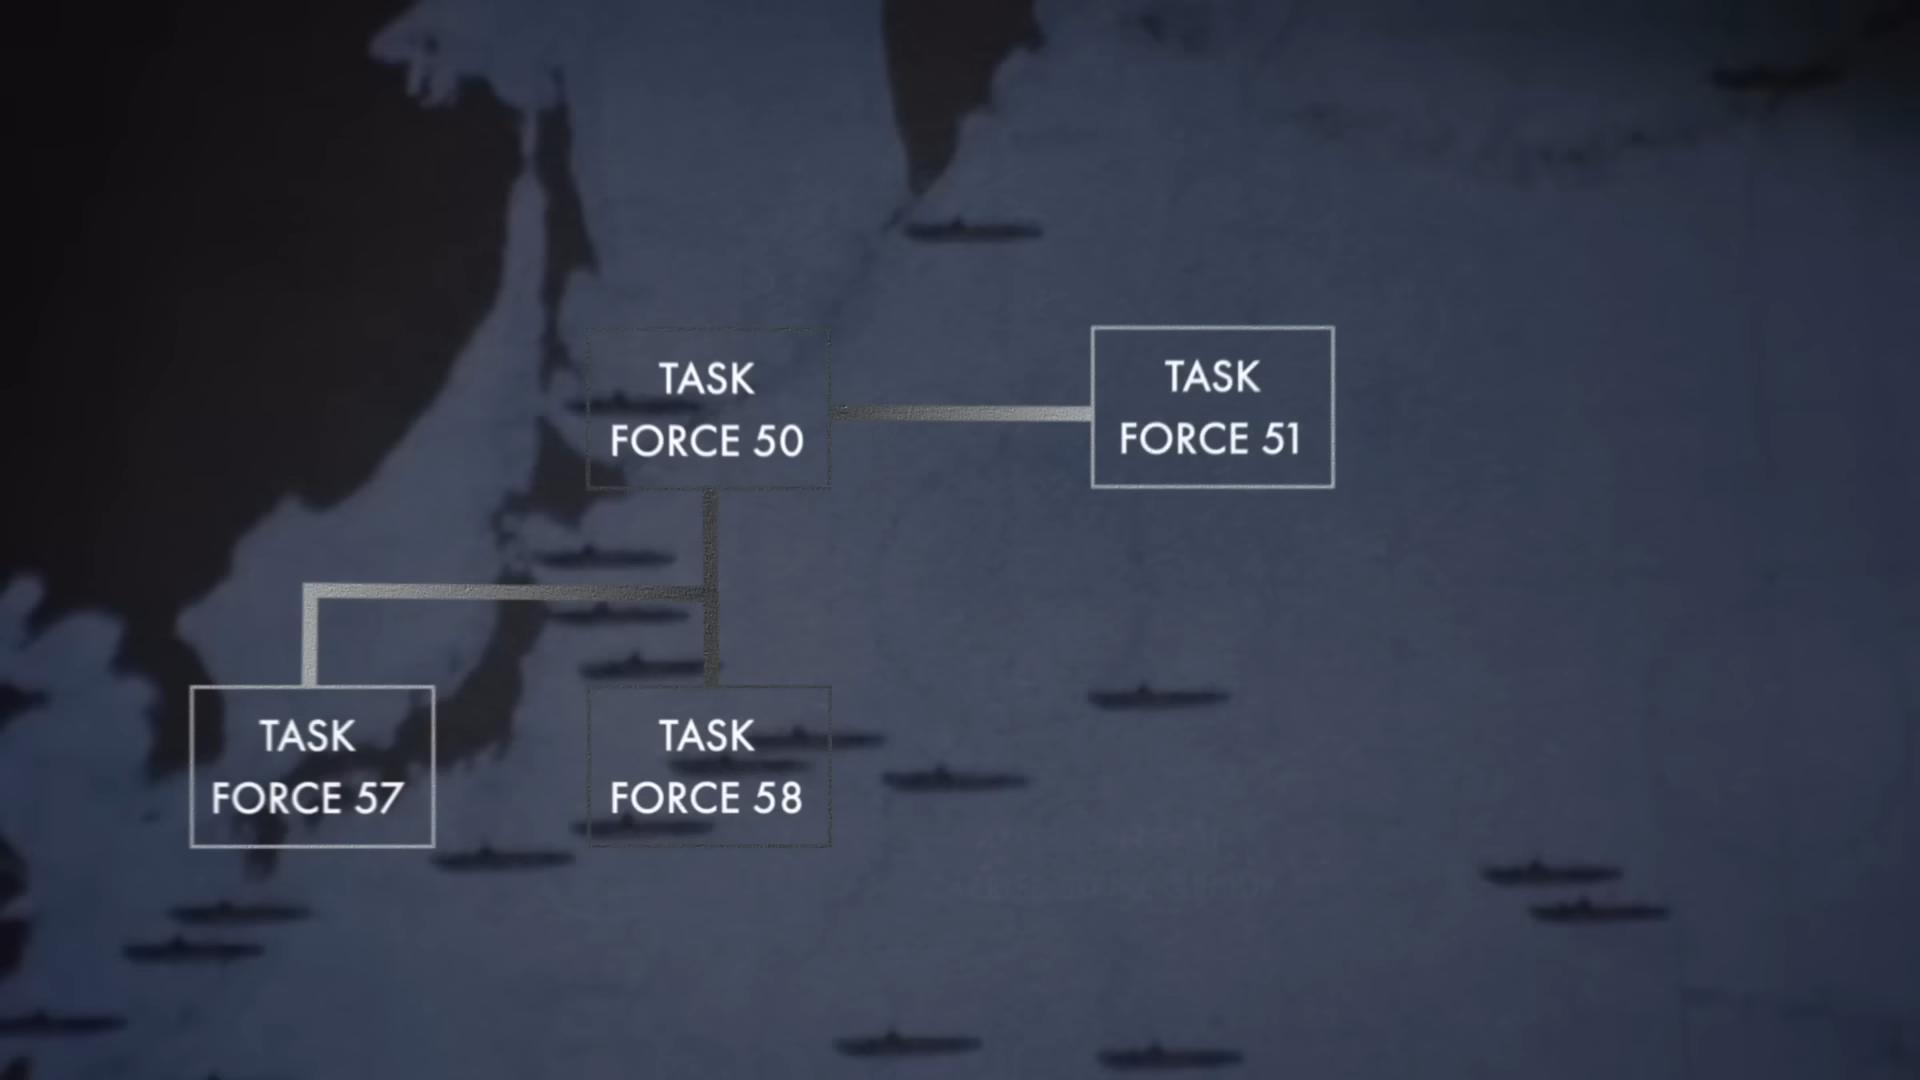 TASK
FORCE 50
TASK
FORCE 51
TASK
FORCE 57
TASK
FORCE 58